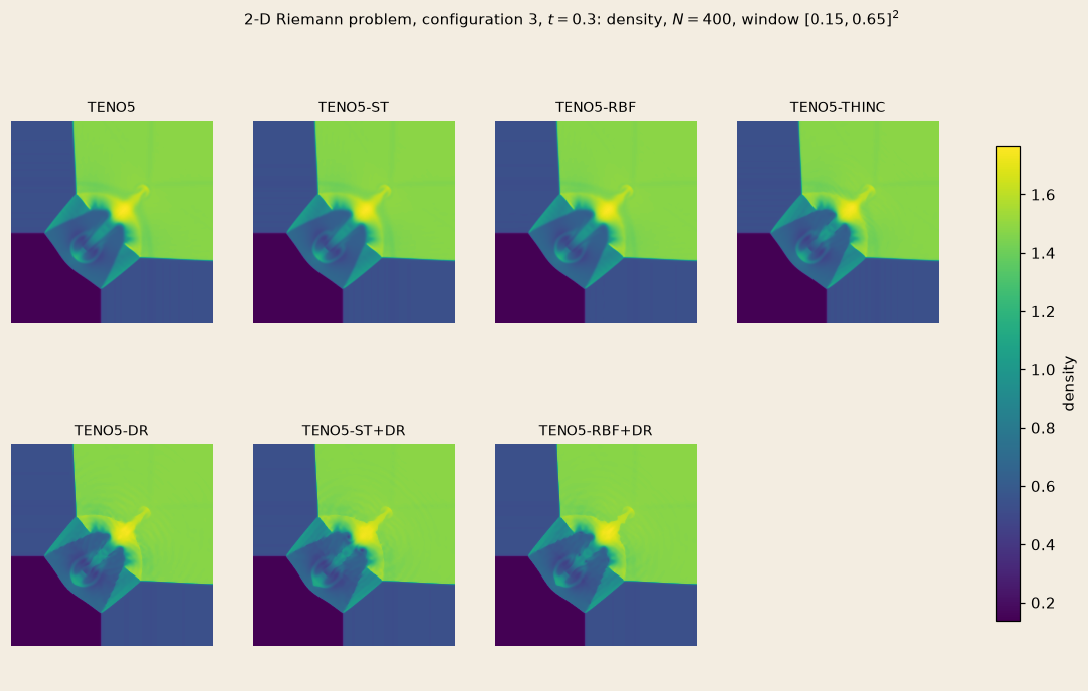 2-D Riemann problem, configuration 3, t = 0.3: density, N = 400, window [0.15, 0.65]²
TENO5
TENO5-ST
TENO5-RBF
TENO5-THINC
TENO5-DR
TENO5-ST+DR
TENO5-RBF+DR
1.6
1.4
1.2
1.0
0.8
0.6
0.4
0.2
density